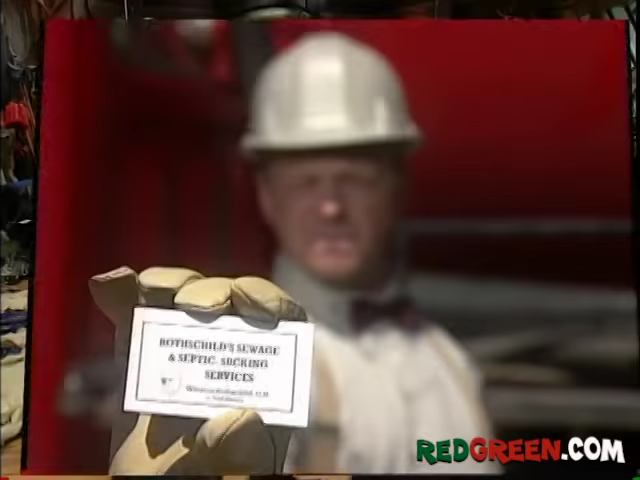 ROTHSCHILD'S SEWAGE
& SEPTIC SUCKING
SERVICES
REDGREEN.COM